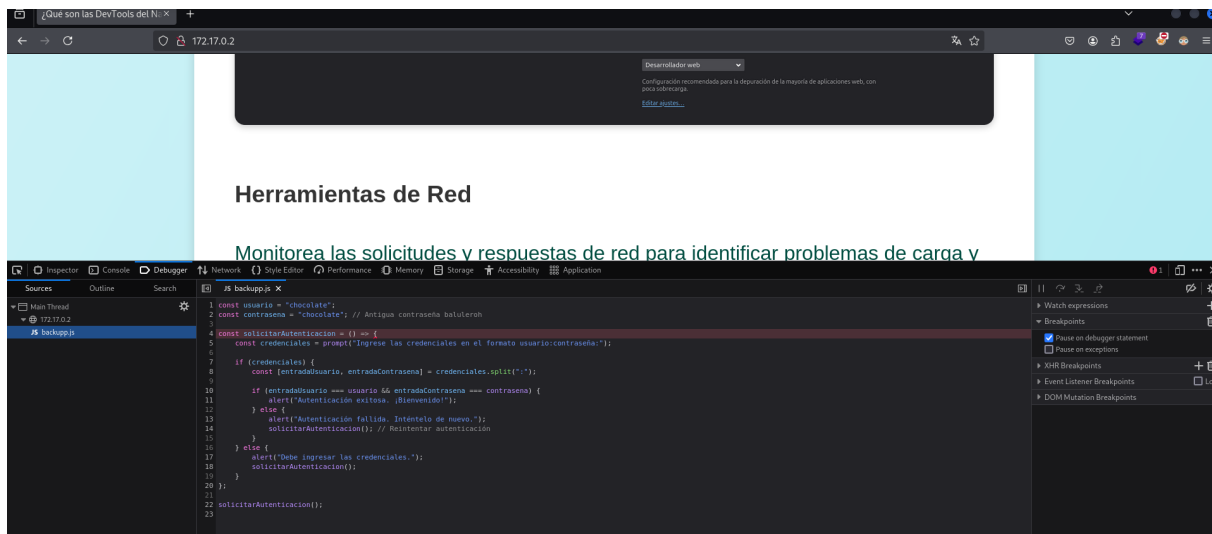 ¿Qué son las DevTools del Na
172.17.0.2
Desarrollador web
Configuración recomendada para la depuración de la mayoría de aplicaciones web, con
poca sobrecarga.
Editar ajustes...
Herramientas de Red
Monitorea las solicitudes y respuestas de red para identificar problemas de carga y
Inspector Console Debugger Network {} Style Editor Performance Memory Storage Accessibility Application 1
Sources Outline Search JS backupp.js
Main Thread
172.17.0.2
JS backupp.js
1 const usuario = "chocolate";
2 const contrasena = "chocolate"; // Antigua contraseña baluleroh
3
4 const solicitarAutenticacion = () => {
5 const credenciales = prompt("Ingrese las credenciales en el formato usuario:contraseña:");
6
7 if (credenciales) {
8 const [entradaUsuario, entradaContrasena] = credenciales.split(":");
9
10 if (entradaUsuario === usuario && entradaContrasena === contrasena) {
11 alert("Autenticación exitosa. ¡Bienvenido!");
12 } else {
13 alert("Autenticación fallida. Inténtelo de nuevo.");
14 solicitarAutenticacion(); // Reintentar autenticación
15 }
16 } else {
17 alert("Debe ingresar las credenciales.");
18 solicitarAutenticacion();
19 }
20 };
21
22 solicitarAutenticacion();
23
Watch expressions
Breakpoints
Pause on debugger statement
Pause on exceptions
XHR Breakpoints
Event Listener Breakpoints
DOM Mutation Breakpoints